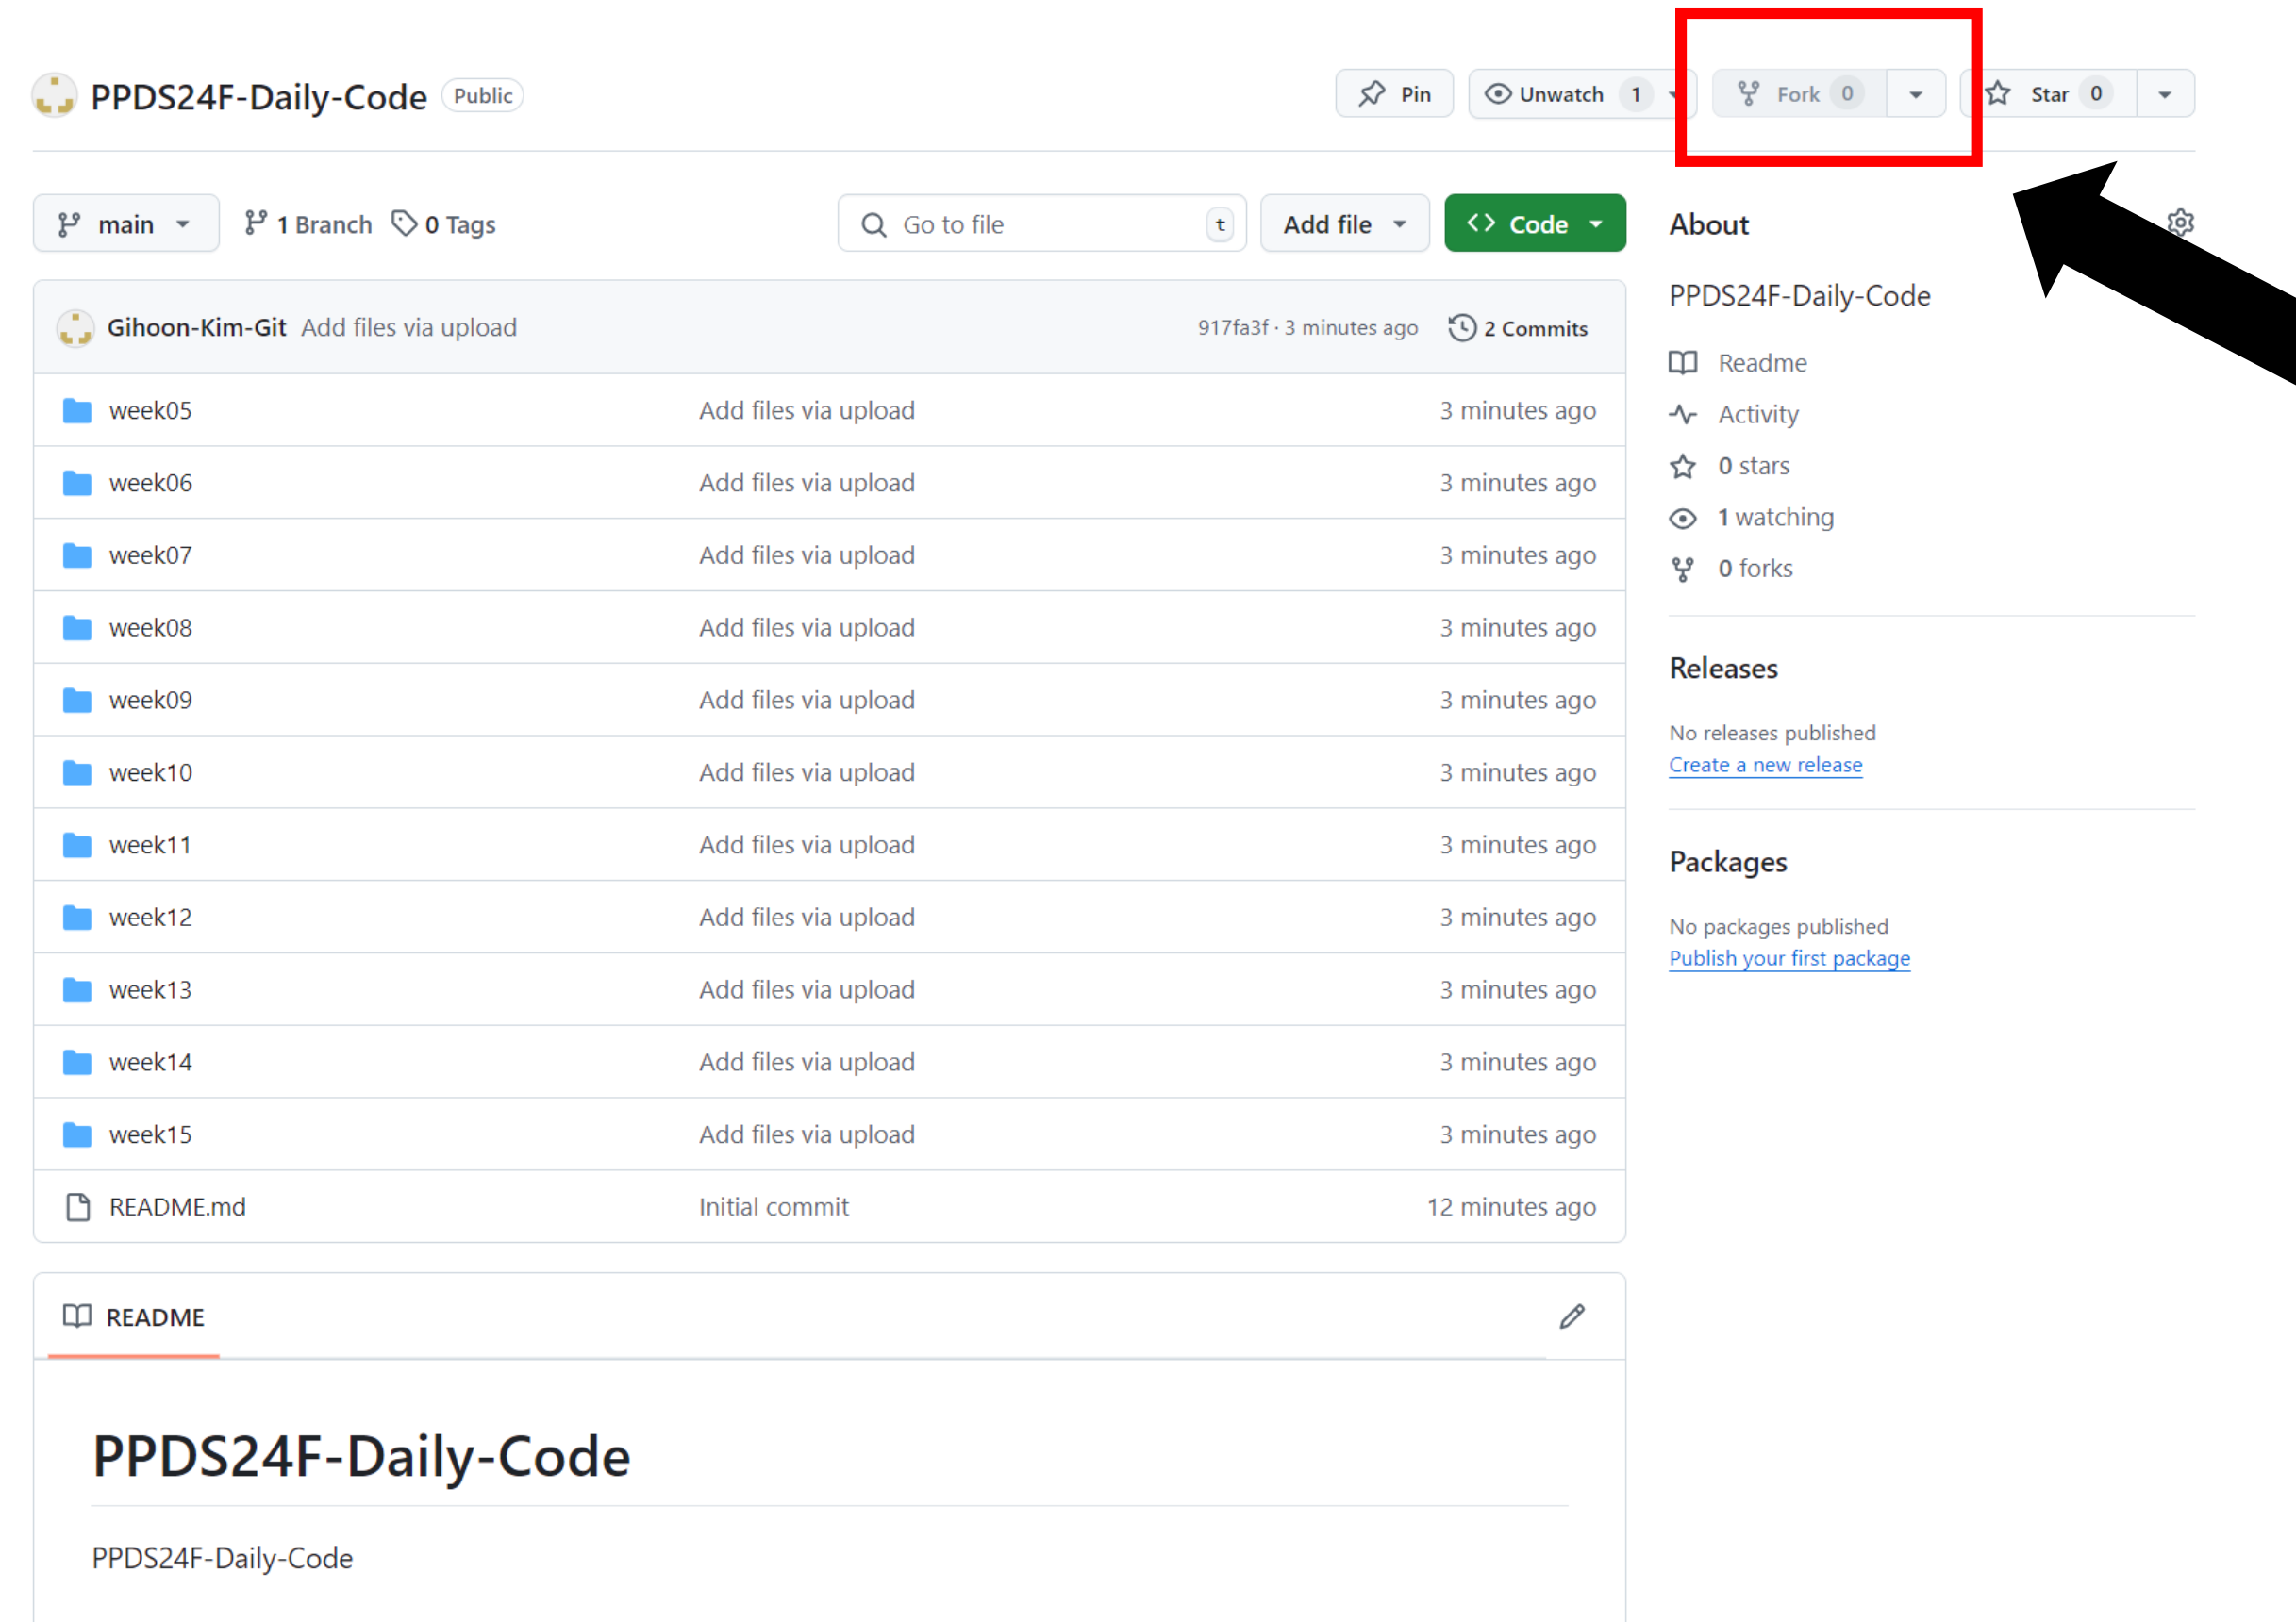 PPDS24F-Daily-Code Public Pin Unwatch 1 Fork 0 Star 0
main 1 Branch 0 Tags Go to file t Add file Code
Gihoon-Kim-Git Add files via upload 917fa3f · 3 minutes ago 2 Commits
week05 Add files via upload 3 minutes ago
week06 Add files via upload 3 minutes ago
week07 Add files via upload 3 minutes ago
week08 Add files via upload 3 minutes ago
week09 Add files via upload 3 minutes ago
week10 Add files via upload 3 minutes ago
week11 Add files via upload 3 minutes ago
week12 Add files via upload 3 minutes ago
week13 Add files via upload 3 minutes ago
week14 Add files via upload 3 minutes ago
week15 Add files via upload 3 minutes ago
README.md Initial commit 12 minutes ago
README
PPDS24F-Daily-Code
PPDS24F-Daily-Code
About
PPDS24F-Daily-Code
Readme
Activity
0 stars
1 watching
0 forks
Releases
No releases published
Create a new release
Packages
No packages published
Publish your first package